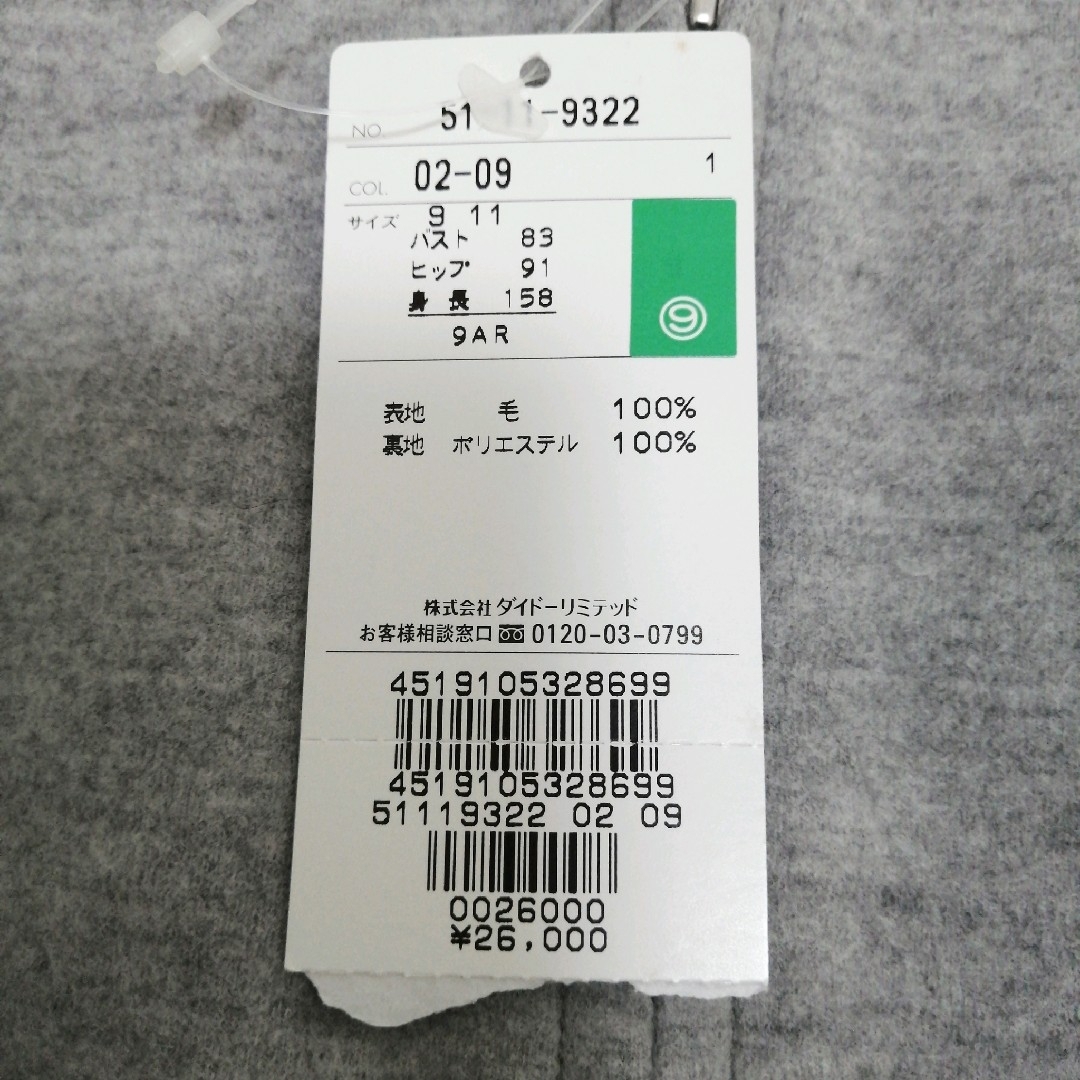 NO. 51-11-9322
COL. 02-09 1
サイズ 9 11
バスト 83
ヒップ 91
身長 158
9AR
⑨
表地 毛 100%
裏地 ポリエステル 100%
株式会社 ダイドーリミテッド
お客様相談窓口 0120-03-0799
4519105328699
4519105328699
51119322 02 09
0026000
¥26,000